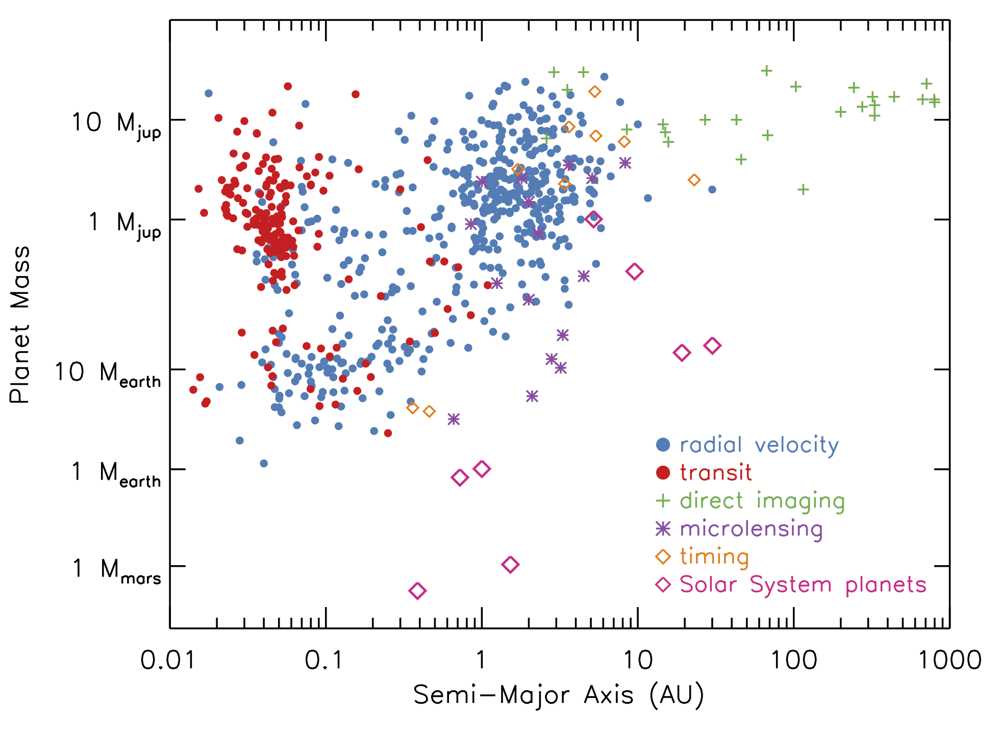 10 Mjup
1 Mjup
10 Mearth
1 Mearth
1 Mmars
Planet Mass
radial velocity
transit
direct imaging
microlensing
timing
Solar System planets
0.01 0.1 1 10 100 1000
Semi-Major Axis (AU)